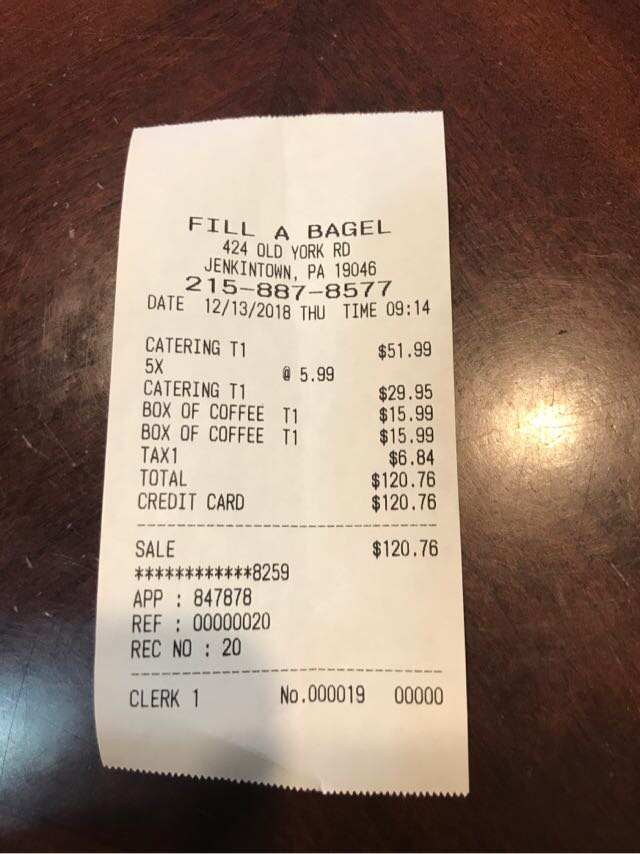 FILL A BAGEL
424 OLD YORK RD
JENKINTOWN, PA 19046
215-887-8577
DATE 12/13/2018 THU TIME 09:14
CATERING T1 $51.99
5X @ 5.99
CATERING T1 $29.95
BOX OF COFFEE T1 $15.99
BOX OF COFFEE T1 $15.99
TAX1 $6.84
TOTAL $120.76
CREDIT CARD $120.76
SALE $120.76
************8259
APP : 847878
REF : 00000020
REC NO : 20
CLERK 1 No.000019 00000